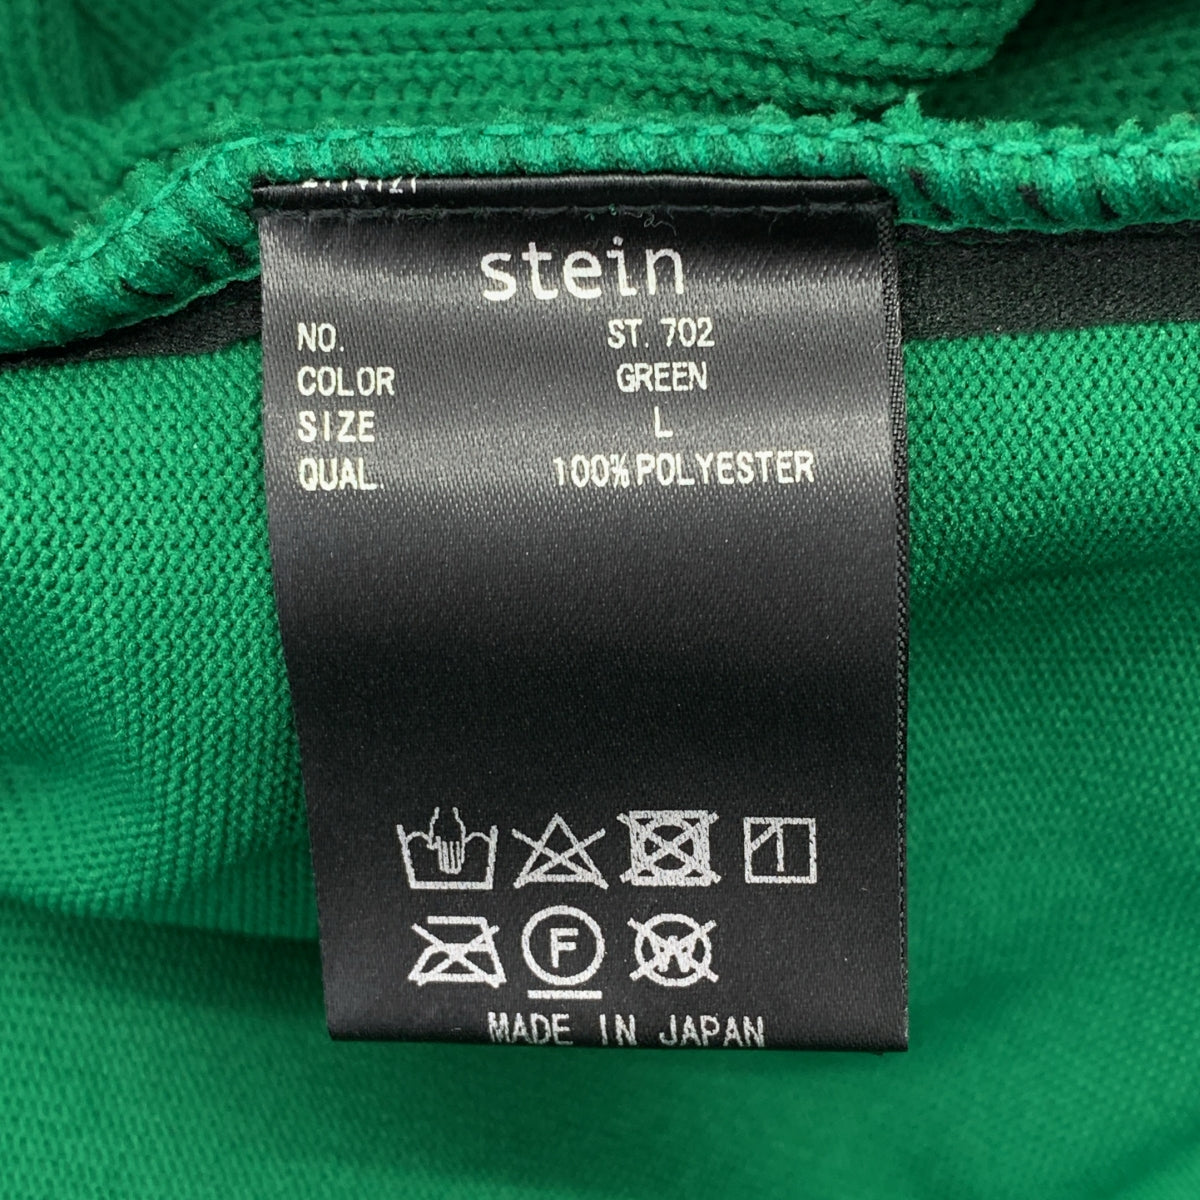 stein
NO. ST. 702
COLOR GREEN
SIZE L
QUAL. 100%POLYESTER
F
W
MADE IN JAPAN